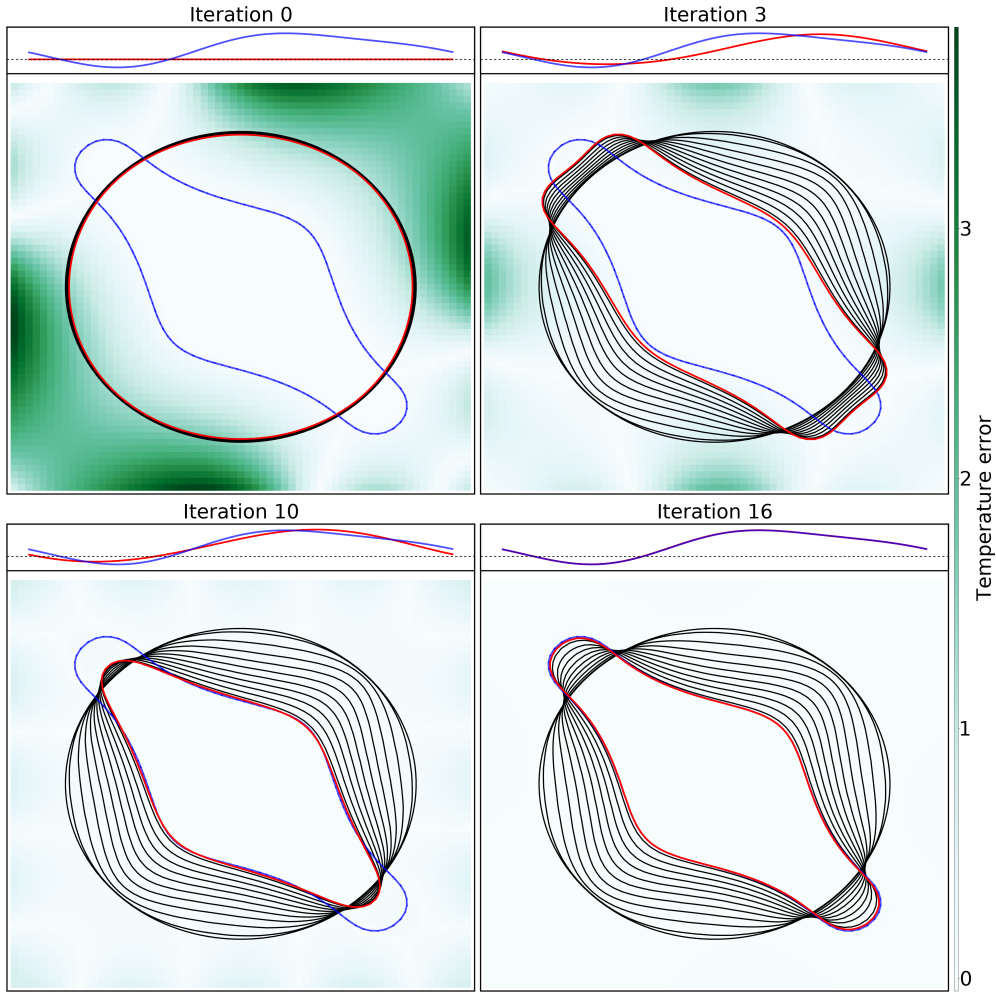 Iteration 0
Iteration 3
Iteration 10
Iteration 16
3
2
1
0
Temperature error